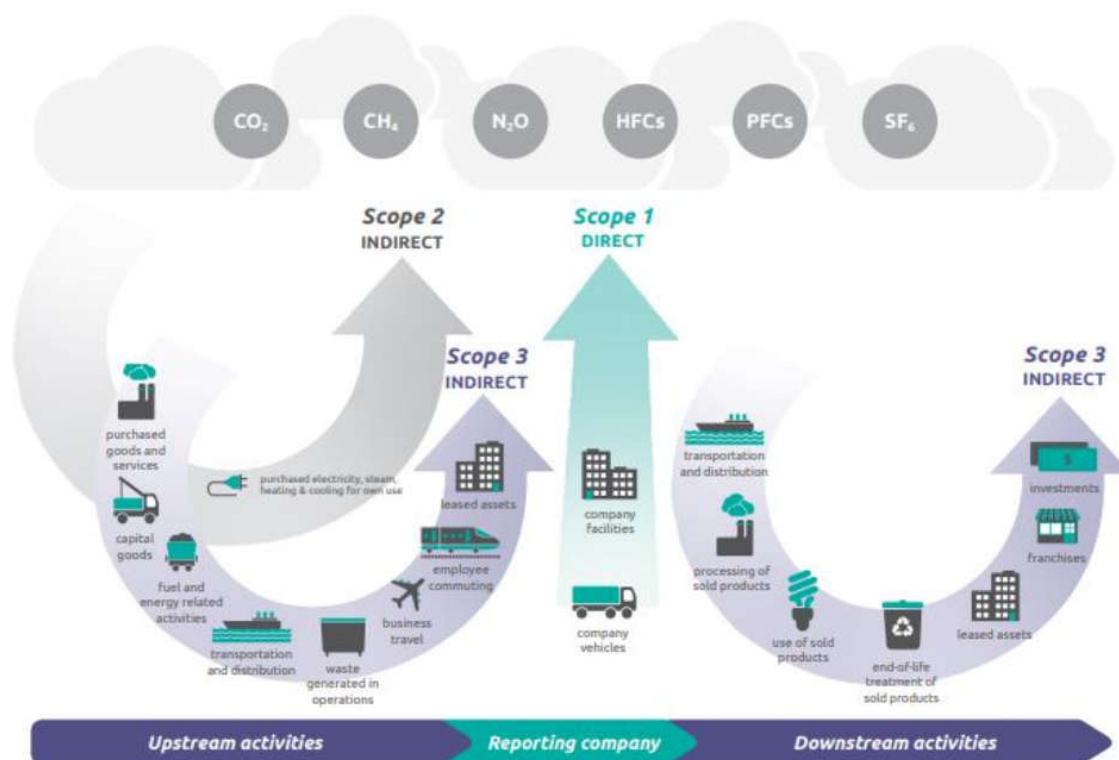 CO₂
CH₄
N₂O
HFCs
PFCs
SF₆
Scope 2
INDIRECT
Scope 1
DIRECT
Scope 3
INDIRECT
Scope 3
INDIRECT
purchased
goods and
services
capital
goods
fuel and
energy related
activities
purchased electricity, steam,
heating & cooling for own use
transportation
and distribution
waste
generated in
operations
business
travel
employee
commuting
leased assets
company
facilities
company
vehicles
transportation
and distribution
processing of
sold products
use of sold
products
end-of-life
treatment of
sold products
leased assets
franchises
investments
$
Upstream activities
Reporting company
Downstream activities